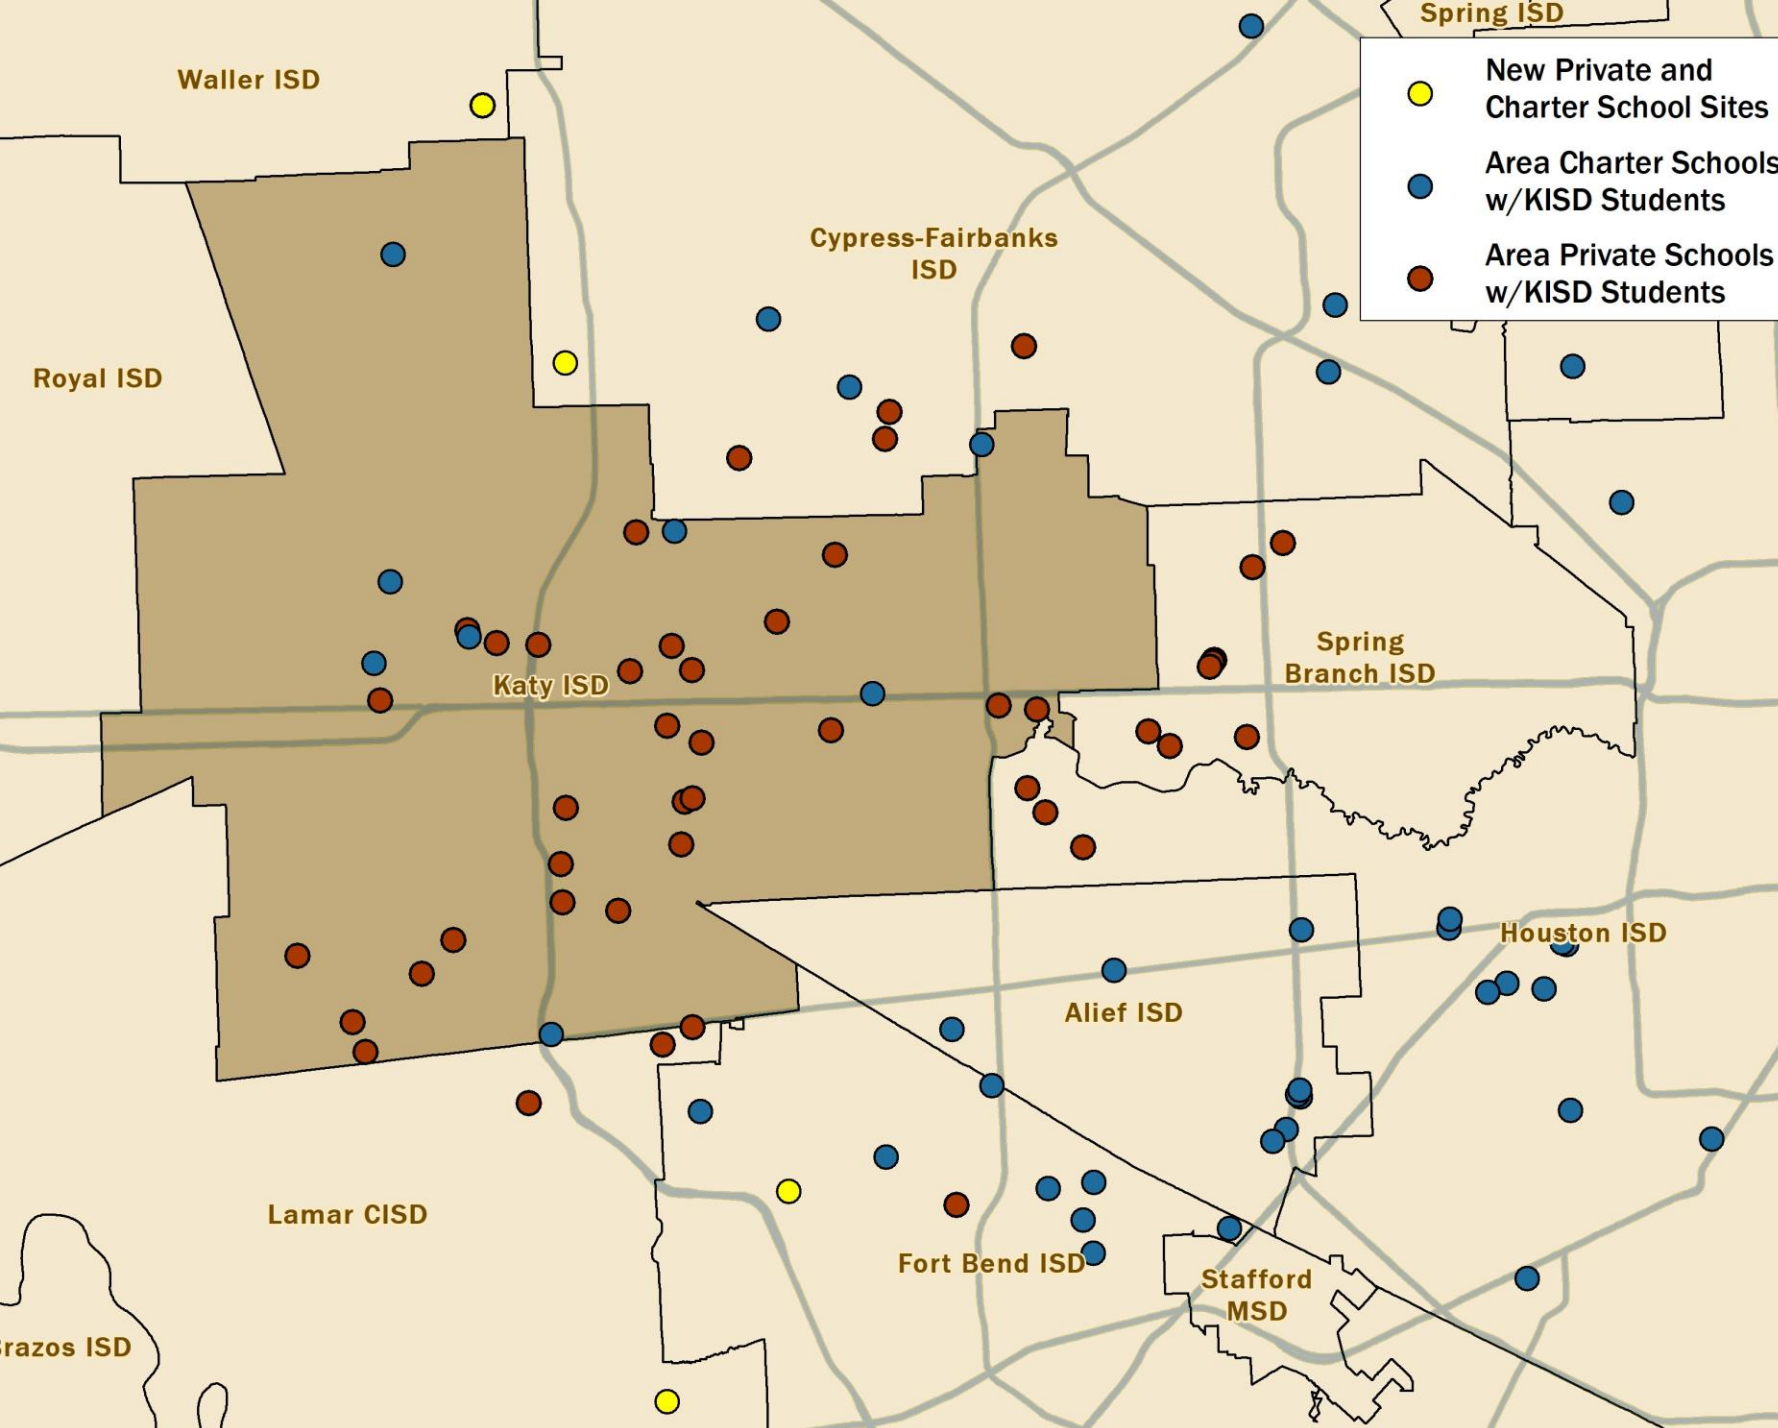 Spring ISD
New Private and
Charter School Sites
Waller ISD
Area Charter Schools
w/KISD Students
Cypress-Fairbanks
ISD
Area Private Schools
w/KISD Students
Royal ISD
Spring
Branch ISD
Katy ISD
Houston ISD
Alief ISD
Lamar CISD
Fort Bend ISD
Stafford
MSD
Brazos ISD